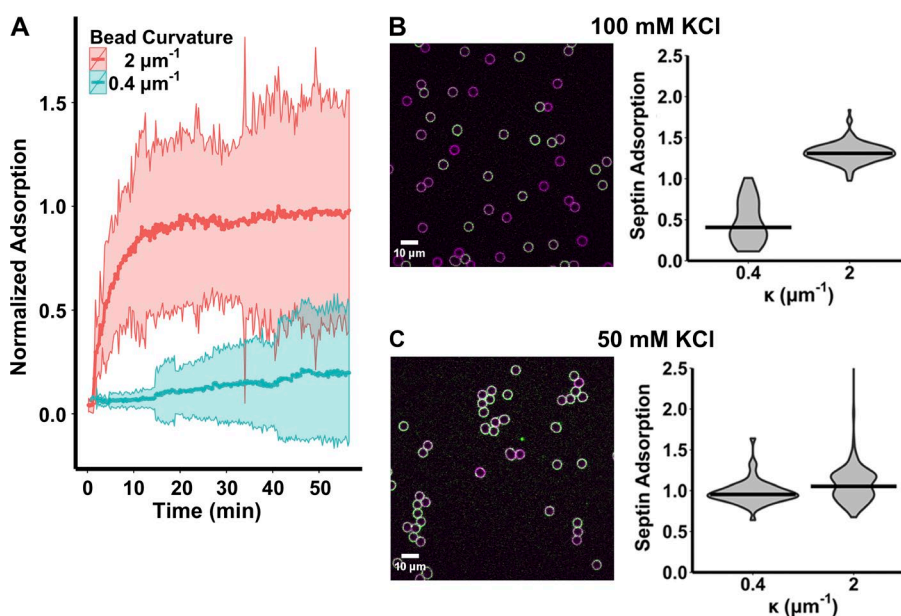 A
Bead Curvature
2 μm⁻¹
0.4 μm⁻¹
Normalized Adsorption
1.5
1.0
0.5
0.0
0 10 20 30 40 50
Time (min)
B
100 mM KCl
10 μm
Septin Adsorption
2.5
2.0
1.5
1.0
0.5
0.0
0.4 2
κ (μm⁻¹)
C
50 mM KCl
10 μm
Septin Adsorption
2.5
2.0
1.5
1.0
0.5
0.0
0.4 2
κ (μm⁻¹)